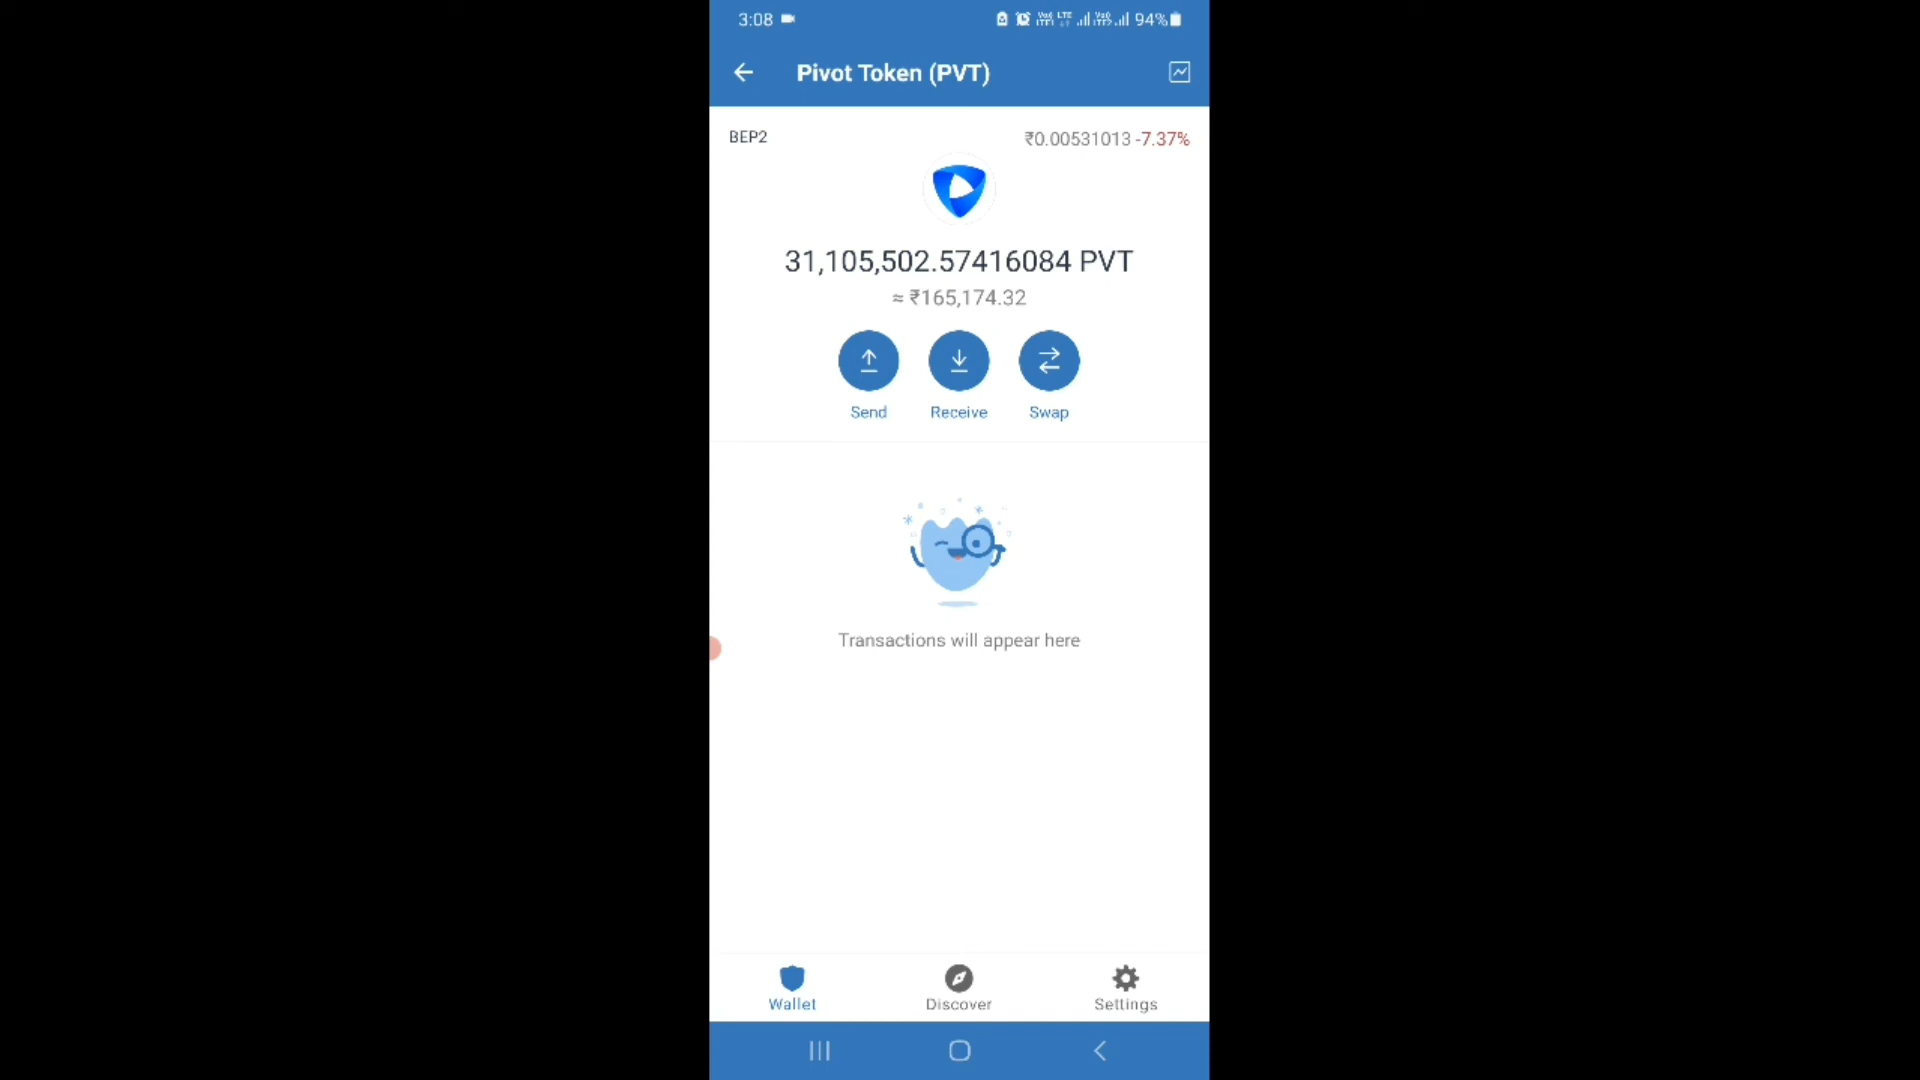 3:08
94%
Pivot Token (PVT)
BEP2
₹0.00531013 -7.37%
31,105,502.57416084 PVT
≈ ₹165,174.32
Send
Receive
Swap
Transactions will appear here
Wallet
Discover
Settings